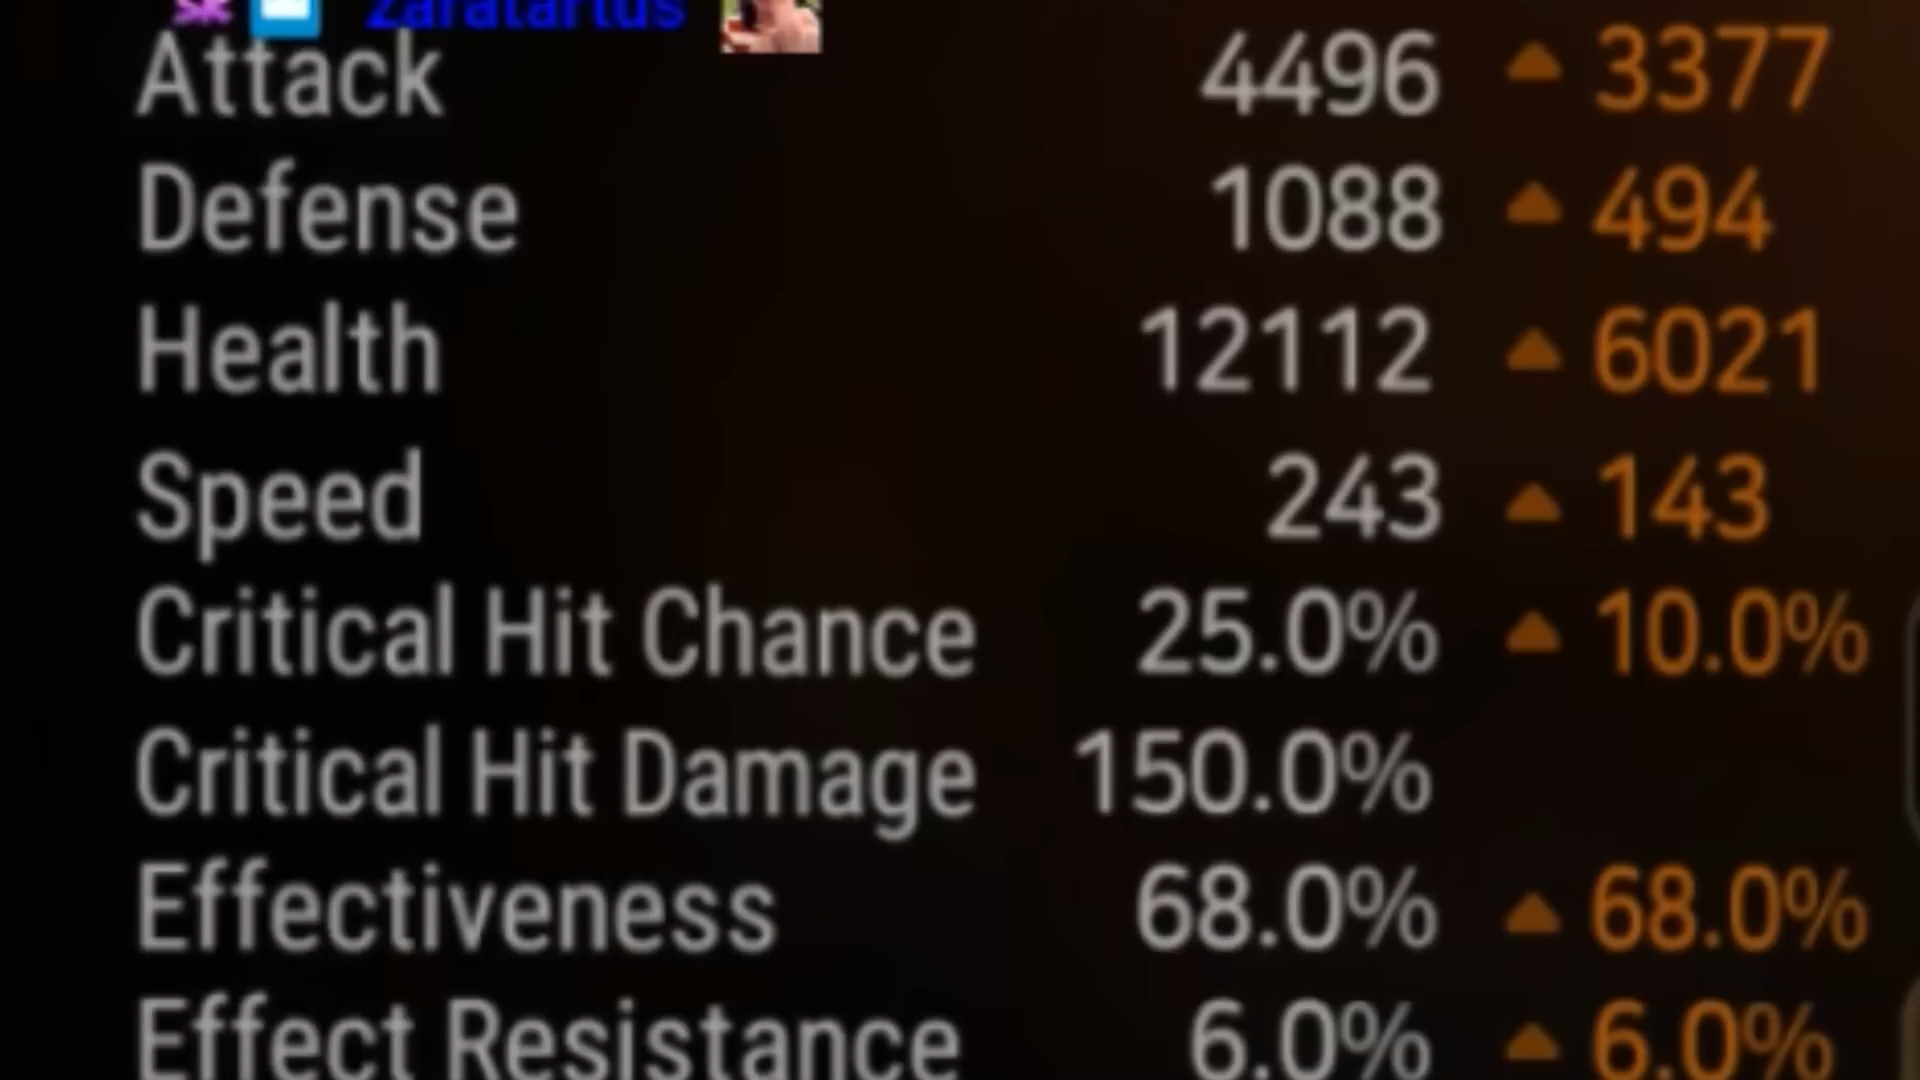 zaratartus
Attack 4496 ▲ 3377
Defense 1088 ▲ 494
Health 12112 ▲ 6021
Speed 243 ▲ 143
Critical Hit Chance 25.0% ▲ 10.0%
Critical Hit Damage 150.0%
Effectiveness 68.0% ▲ 68.0%
Effect Resistance 6.0% ▲ 6.0%